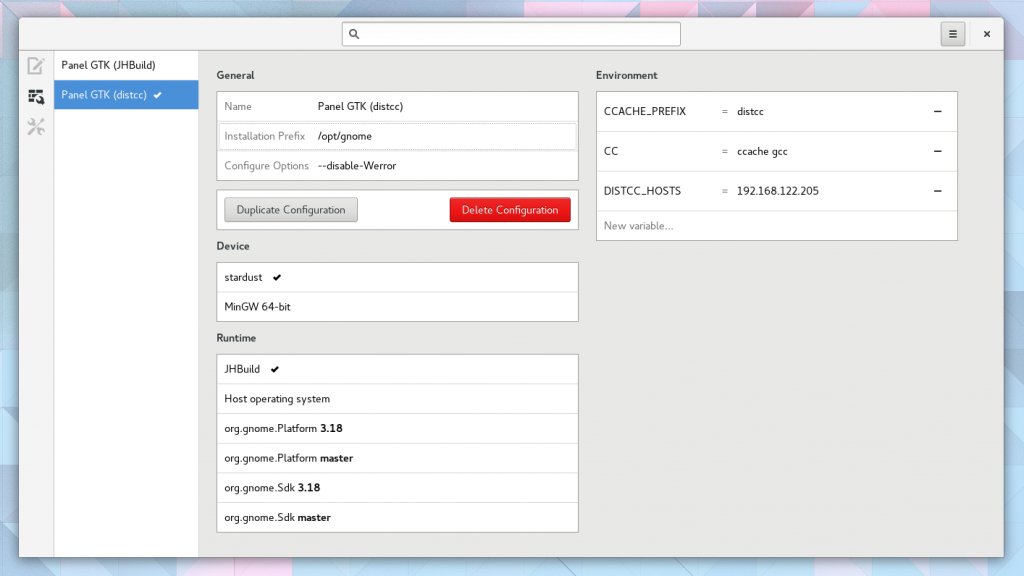 Panel GTK (JHBuild)
Panel GTK (distcc)
General
Name Panel GTK (distcc)
Installation Prefix /opt/gnome
Configure Options --disable-Werror
Duplicate Configuration Delete Configuration
Device
stardust
MinGW 64-bit
Runtime
JHBuild
Host operating system
org.gnome.Platform 3.18
org.gnome.Platform master
org.gnome.Sdk 3.18
org.gnome.Sdk master
Environment
CCACHE_PREFIX = distcc
CC = ccache gcc
DISTCC_HOSTS = 192.168.122.205
New variable...